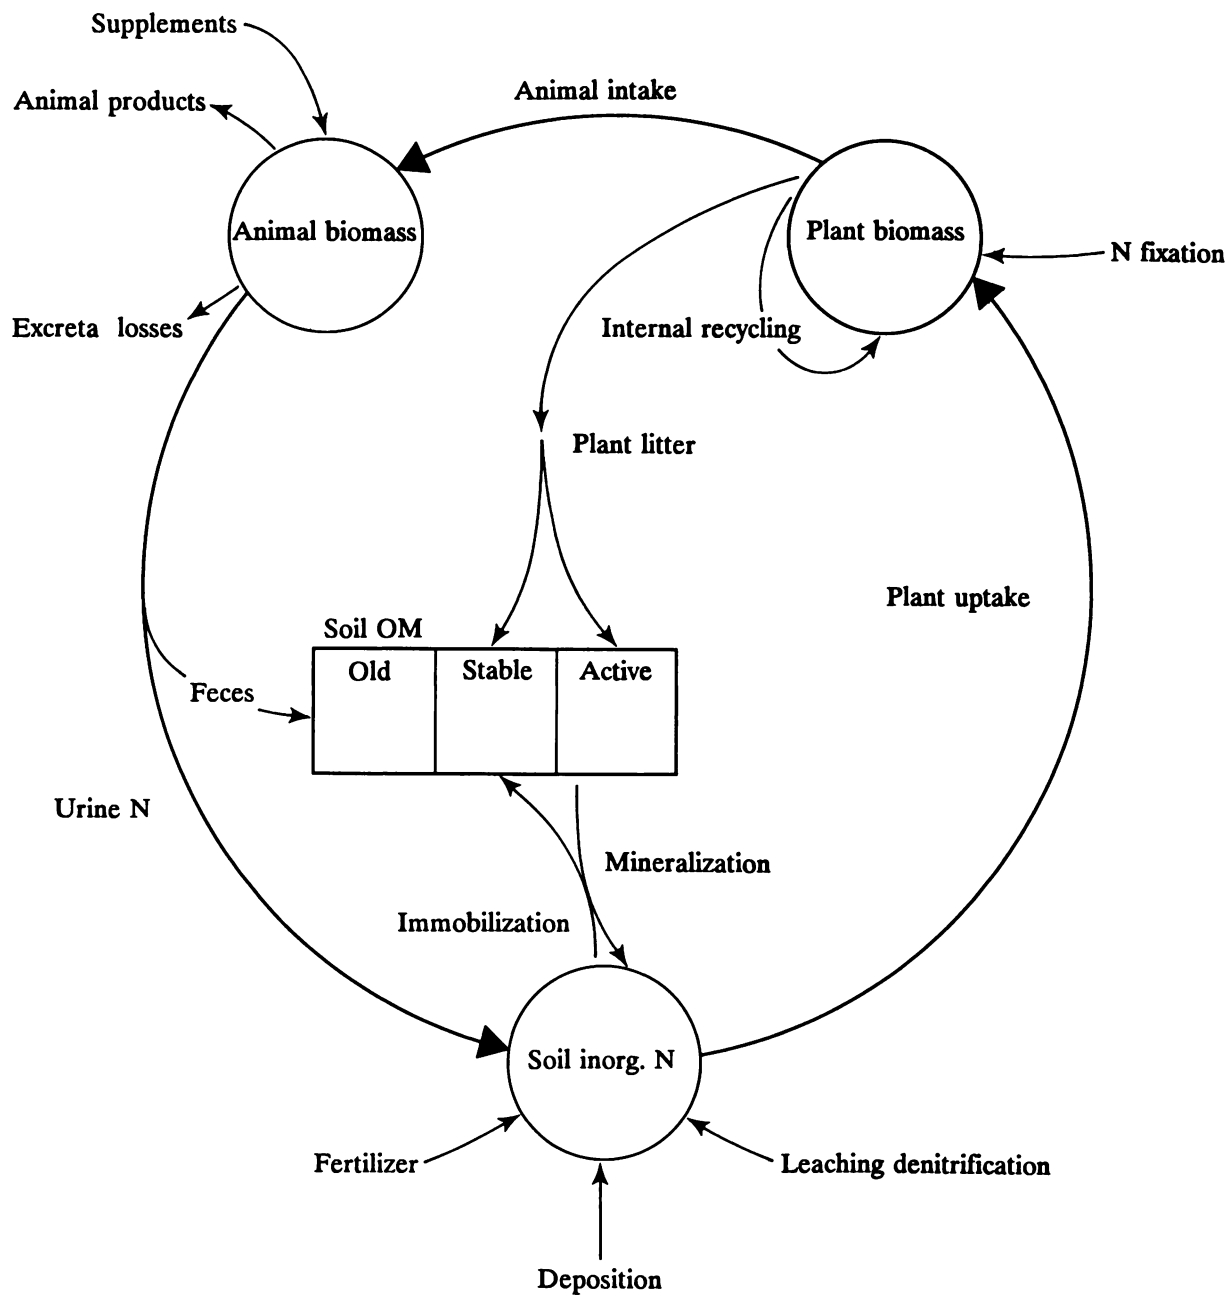 Supplements
Animal intake
Animal products
Animal biomass
Plant biomass
N fixation
Excreta losses
Internal recycling
Plant litter
Plant uptake
Soil OM
Old
Stable
Active
Feces
Urine N
Mineralization
Immobilization
Soil inorg. N
Fertilizer
Leaching denitrification
Deposition